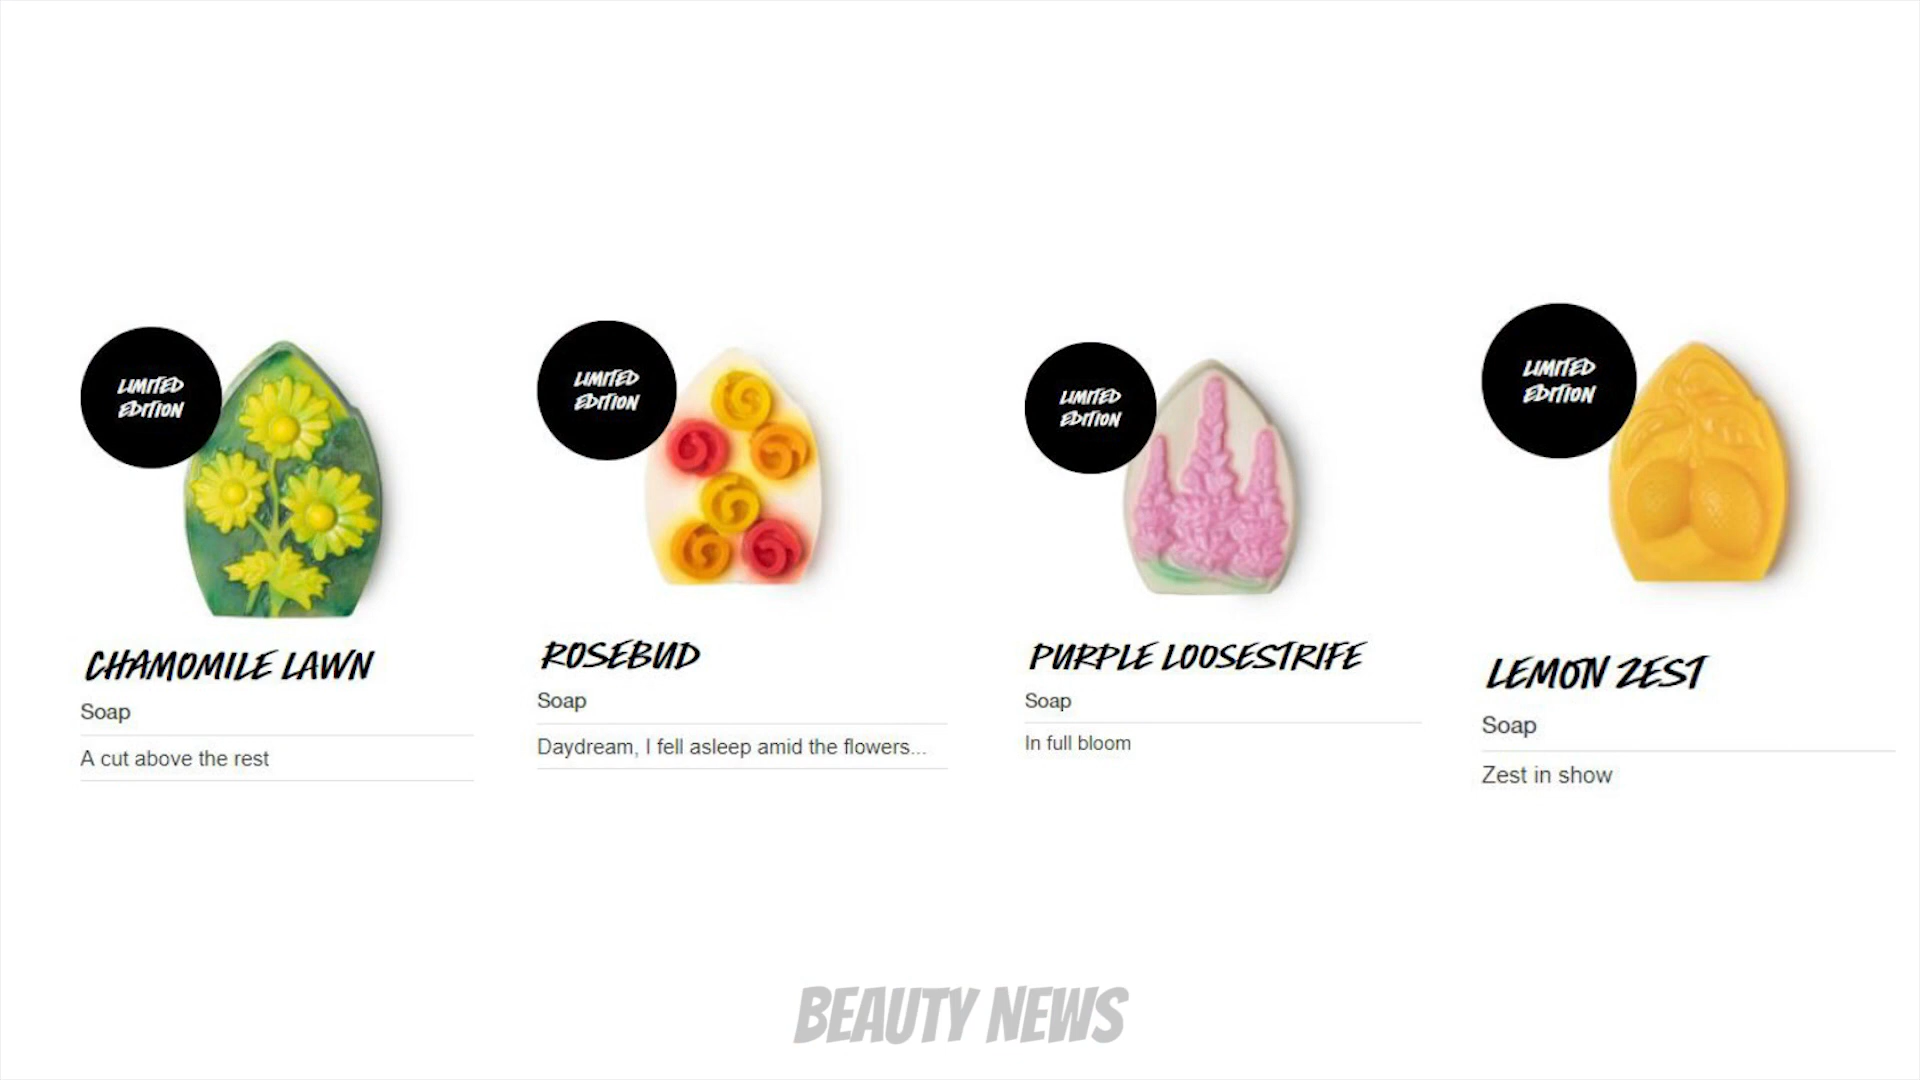 LIMITED
EDITION
CHAMOMILE LAWN
Soap
A cut above the rest
LIMITED
EDITION
ROSEBUD
Soap
Daydream, I fell asleep amid the flowers...
LIMITED
EDITION
PURPLE LOOSESTRIFE
Soap
In full bloom
LIMITED
EDITION
LEMON ZEST
Soap
Zest in show
BEAUTY NEWS